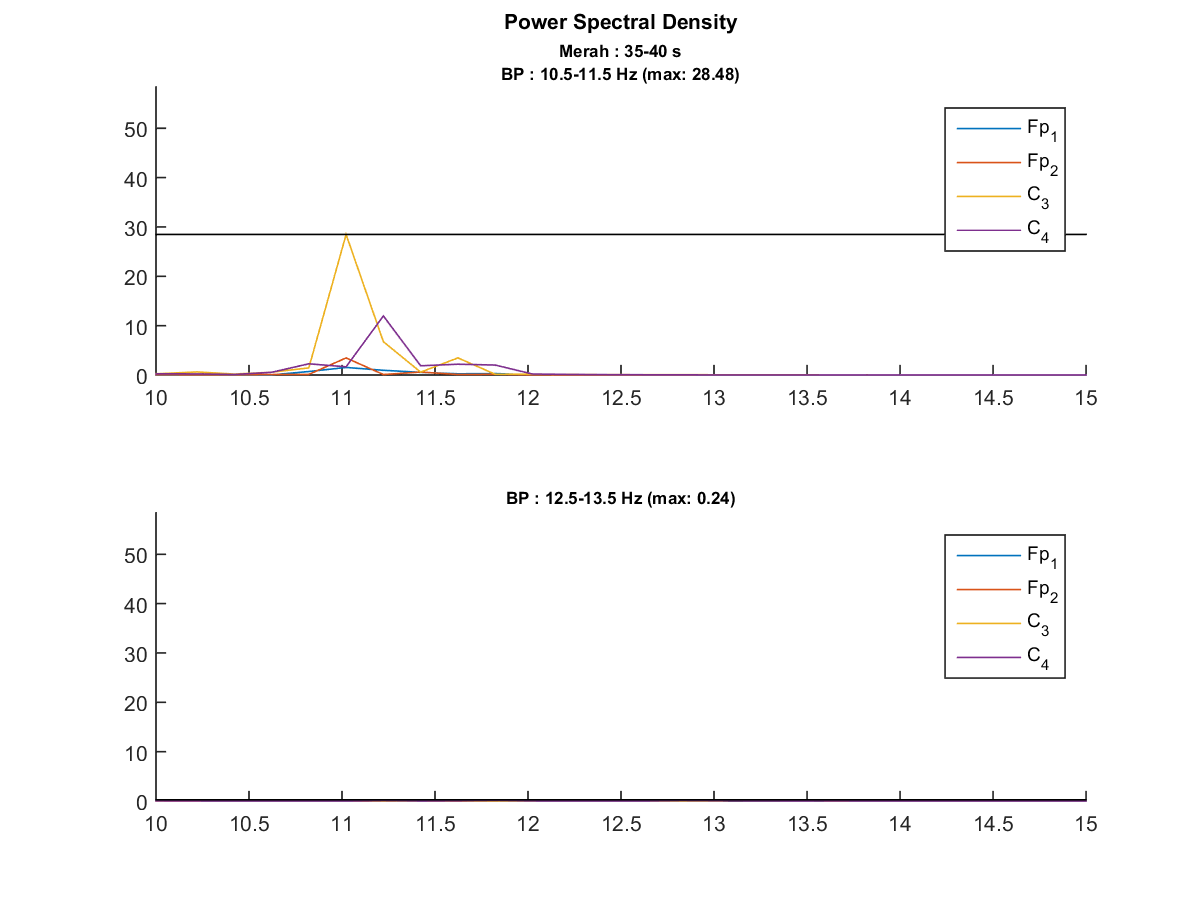 Power Spectral Density
Merah : 35-40 s
BP : 10.5-11.5 Hz (max: 28.48)
50
40
30
20
10
0
10 10.5 11 11.5 12 12.5 13 13.5 14 14.5 15
Fp1
Fp2
C3
C4
BP : 12.5-13.5 Hz (max: 0.24)
50
40
30
20
10
0
10 10.5 11 11.5 12 12.5 13 13.5 14 14.5 15
Fp1
Fp2
C3
C4